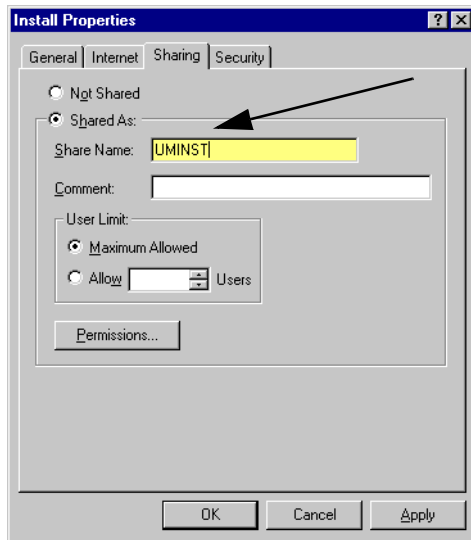 Install Properties
General Internet Sharing Security
Not Shared
Shared As:
Share Name: UMINST
Comment:
User Limit:
Maximum Allowed
Allow Users
Permissions...
OK Cancel Apply